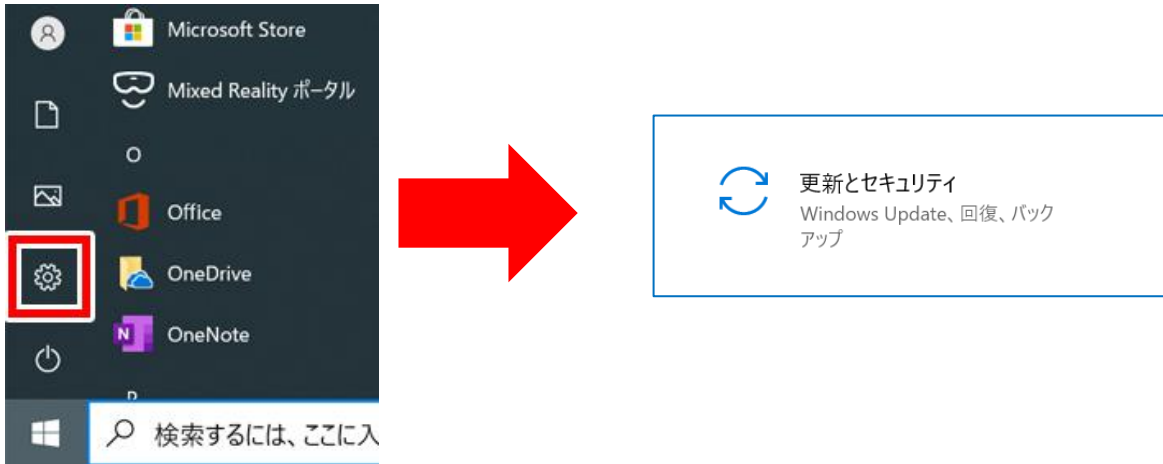 Microsoft Store
Mixed Reality ポータル
O
Office
OneDrive
N
OneNote
検索するには、ここに入
更新とセキュリティ
Windows Update、回復、バック
アップ